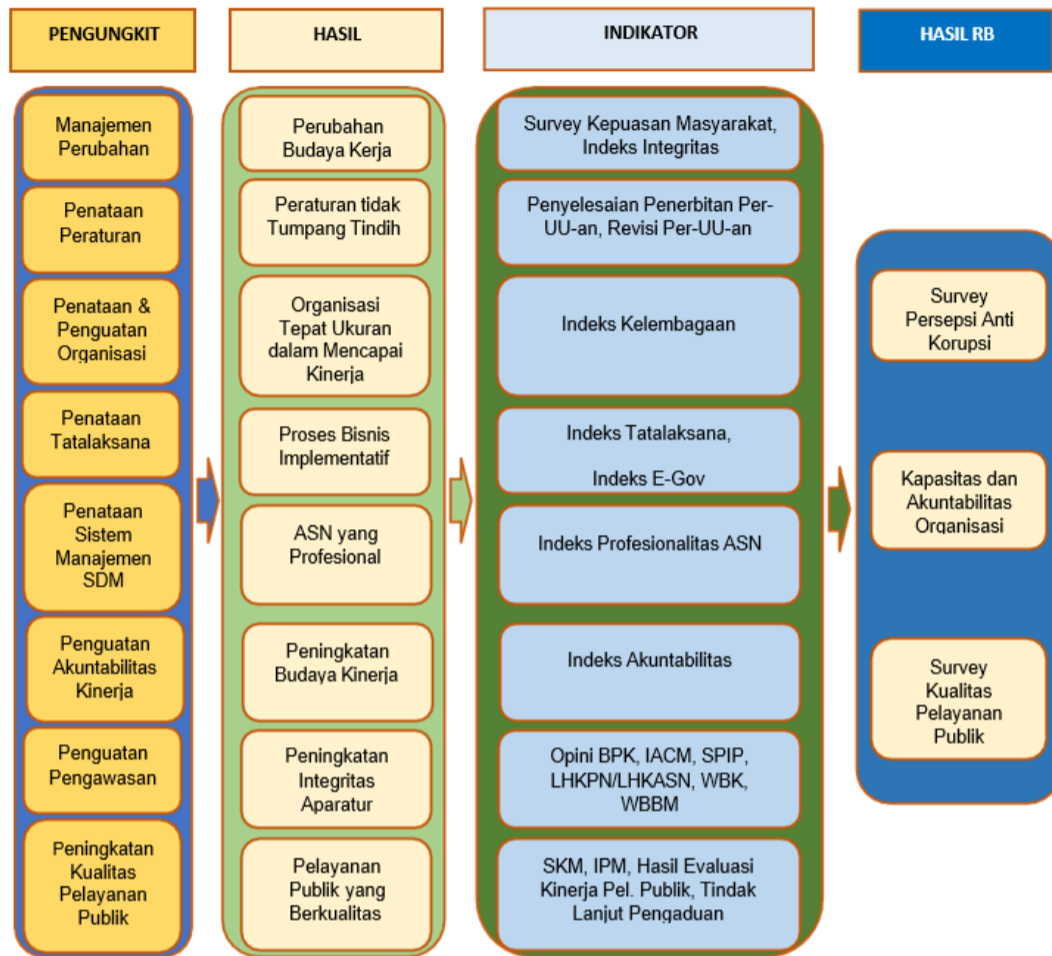 PENGUNGKIT
HASIL
INDIKATOR
HASIL RB
Manajemen
Perubahan
Penataan
Peraturan
Penataan &
Penguatan
Organisasi
Penataan
Tatalaksana
Penataan
Sistem
Manajemen
SDM
Penguatan
Akuntabilitas
Kinerja
Penguatan
Pengawasan
Peningkatan
Kualitas
Pelayanan
Publik
Perubahan
Budaya Kerja
Peraturan tidak
Tumpang Tindih
Organisasi
Tepat Ukuran
dalam Mencapai
Kinerja
Proses Bisnis
Implementatif
ASN yang
Profesional
Peningkatan
Budaya Kinerja
Peningkatan
Integritas
Aparatur
Pelayanan
Publik yang
Berkualitas
Survey Kepuasan Masyarakat,
Indeks Integritas
Penyelesaian Penerbitan Per-
UU-an, Revisi Per-UU-an
Indeks Kelembagaan
Indeks Tatalaksana,
Indeks E-Gov
Indeks Profesionalitas ASN
Indeks Akuntabilitas
Opini BPK, IACM, SPIP,
LHKPN/LHKASN, WBK,
WBBM
SKM, IPM, Hasil Evaluasi
Kinerja Pel. Publik, Tindak
Lanjut Pengaduan
Survey
Persepsi Anti
Korupsi
Kapasitas dan
Akuntabilitas
Organisasi
Survey
Kualitas
Pelayanan
Publik